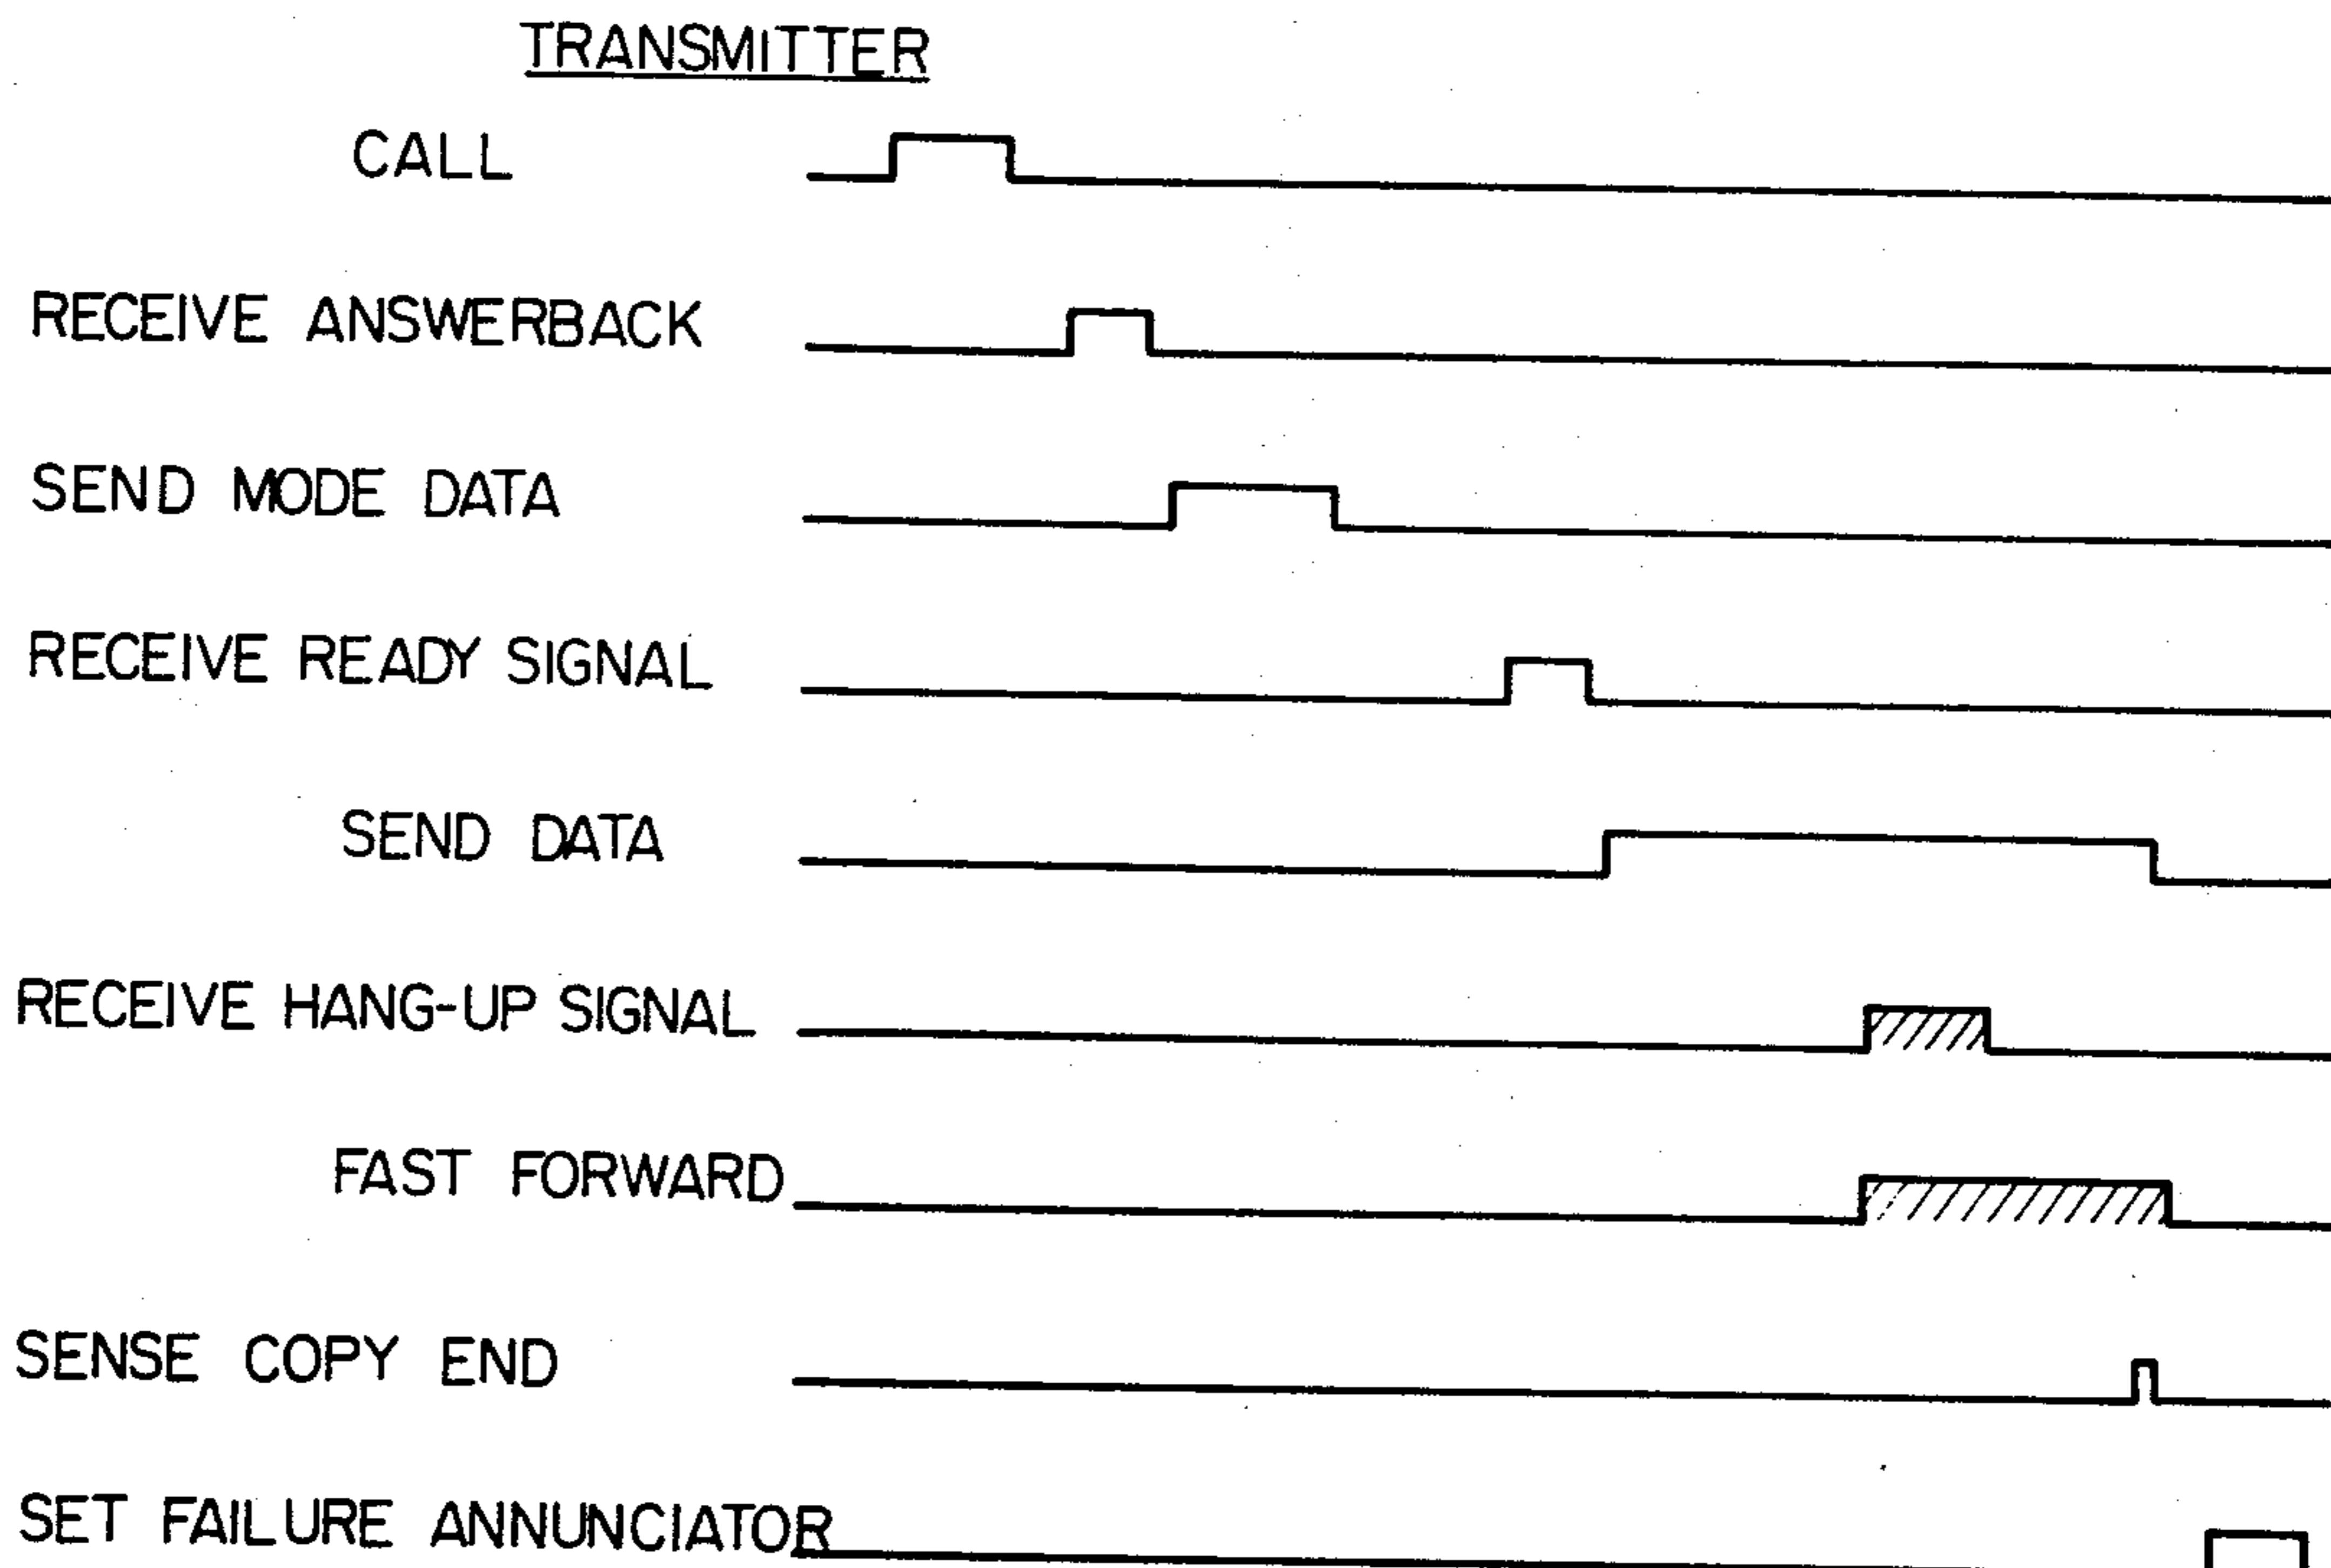 TRANSMITTER
CALL
RECEIVE ANSWERBACK
SEND MODE DATA
RECEIVE READY SIGNAL
SEND DATA
RECEIVE HANG-UP SIGNAL
FAST FORWARD
SENSE COPY END
SET FAILURE ANNUNCIATOR